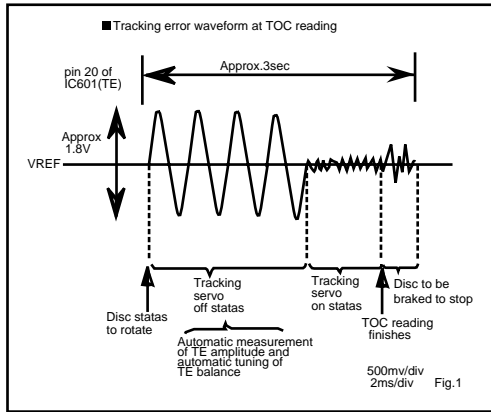 ■ Tracking error waveform at TOC reading
pin 20 of
IC601(TE)
Approx.3sec
Approx
1.8V
VREF
Disc statas
to rotate
Tracking
servo
off statas
Tracking
servo
on statas
Disc to be
braked to stop
TOC reading
finishes
Automatic measurement
of TE amplitude and
automatic tuning of
TE balance
500mv/div
2ms/div Fig.1